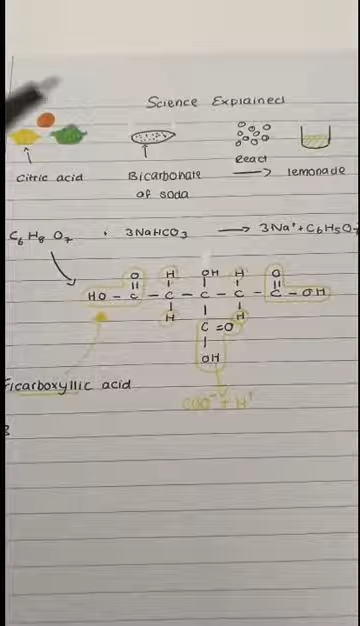 Science Explained
React
Citric acid Bicarbonate → lemonade
of soda
C6H8O7 • 3NaHCO3 → 3Na⁺+C6H5O7
O H OH H O
HO - C - C - C - C - C - OH
H H
C =O
OH
ricarboxyllic acid
COO⁻ + H⁺